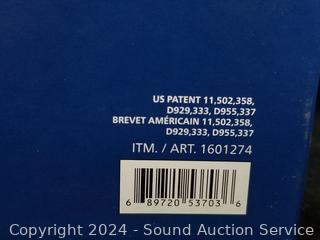 US PATENT 11,502,358,
D929,333, D955,337
BREVET AMÉRICAIN 11,502,358,
D929,333, D955,337
ITM. / ART. 1601274
6 89720 53703 6
Copyright 2024 - Sound Auction Service